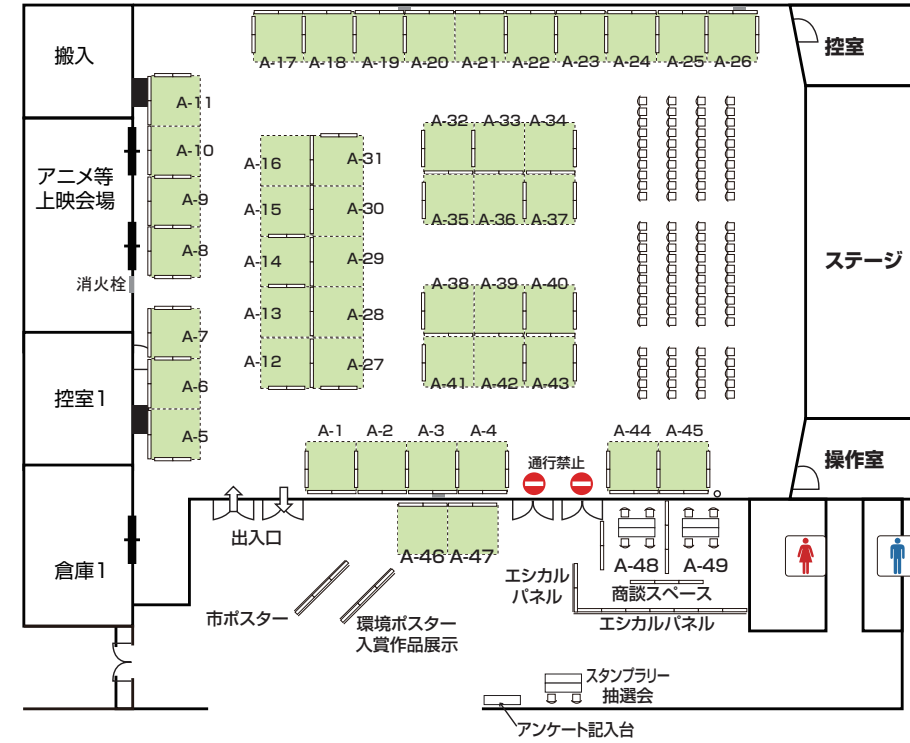 搬入
控室
A-17 A-18 A-19 A-20 A-21 A-22 A-23 A-24 A-25 A-26
A-11
A-10
アニメ等
上映会場
A-9
A-8
消火栓
A-7
控室1
A-6
A-5
倉庫1
A-16
A-15
A-14
A-13
A-12
A-31
A-30
A-29
A-28
A-27
A-32 A-33 A-34
A-35 A-36 A-37
A-38 A-39 A-40
A-41 A-42 A-43
ステージ
操作室
A-1 A-2 A-3 A-4
通行禁止
A-44 A-45
出入口
A-46 A-47
A-48 A-49
商談スペース
エシカル
パネル
エシカルパネル
市ポスター
環境ポスター
入賞作品展示
スタンプラリー
抽選会
アンケート記入台